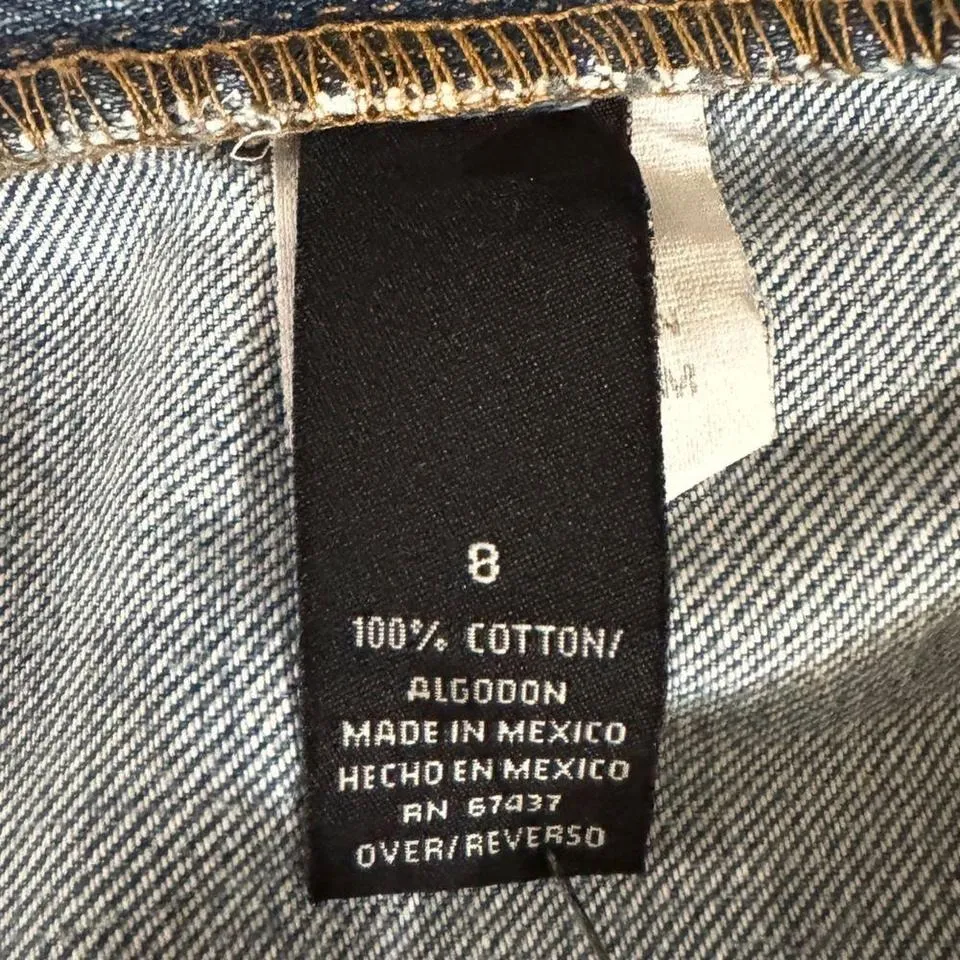 8
100% COTTON/
ALGODON
MADE IN MEXICO
HECHO EN MEXICO
RN 67437
OVER/REVERSO